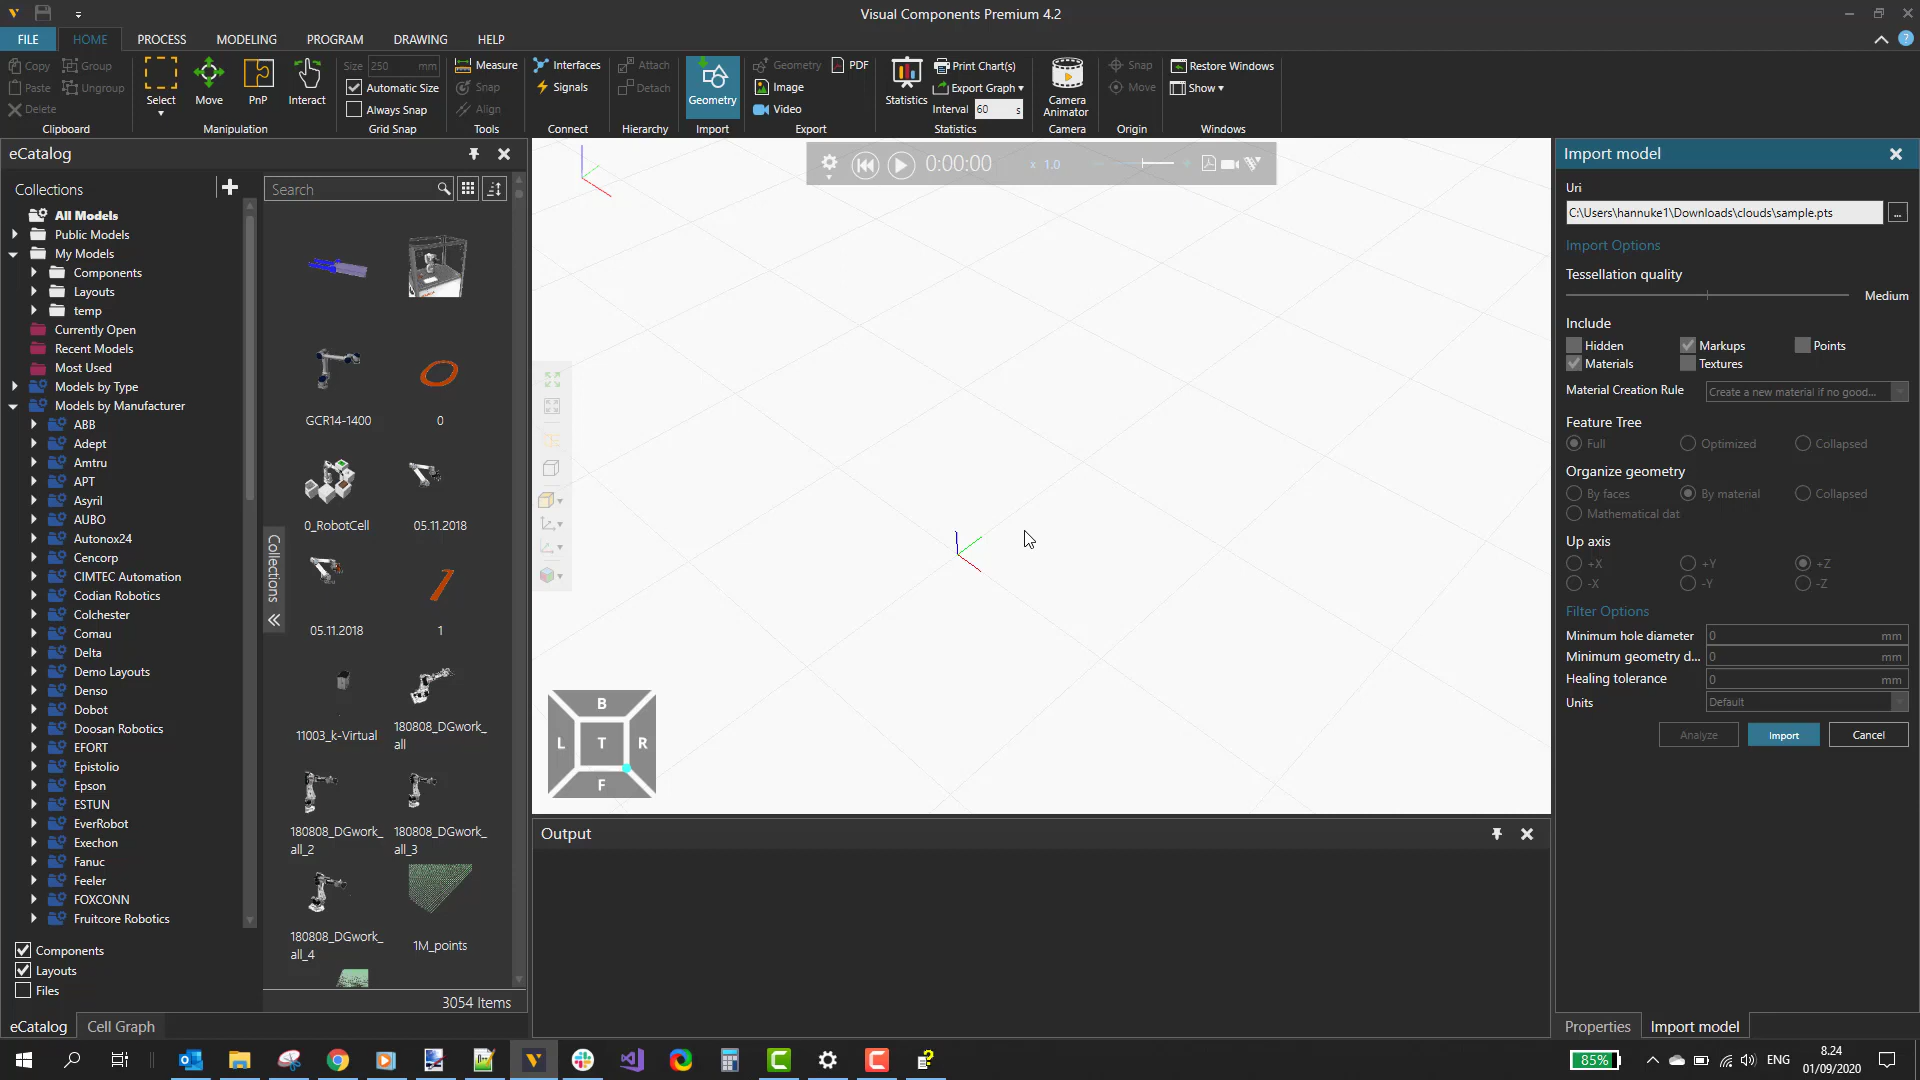 Visual Components Premium 4.2
FILE
HOME
PROCESS
MODELING
PROGRAM
DRAWING
HELP
Copy
Paste
Delete
Group
Ungroup
Clipboard
Select
Move
PnP
Interact
Manipulation
Size 250 mm
Automatic Size
Always Snap
Grid Snap
Measure
Snap
Align
Tools
Interfaces
Signals
Connect
Attach
Detach
Hierarchy
Geometry
Import
Geometry
PDF
Image
Video
Export
Statistics
Print Chart(s)
Export Graph
Interval 60 s
Statistics
Camera
Animator
Camera
Snap
Move
Origin
Restore Windows
Show
Windows
eCatalog
Collections
All Models
Public Models
My Models
Components
Layouts
temp
Currently Open
Recent Models
Most Used
Models by Type
Models by Manufacturer
ABB
Adept
Amtru
APT
Asyril
AUBO
Autonox24
Cencorp
CIMTEC Automation
Codian Robotics
Colchester
Comau
Delta
Demo Layouts
Denso
Dobot
Doosan Robotics
EFORT
Epistolio
Epson
ESTUN
EverRobot
Exechon
Fanuc
Feeler
FOXCONN
Fruitcore Robotics
Components
Layouts
Files
eCatalog
Cell Graph
Collections
Search
GCR14-1400
0
0_RobotCell
05.11.2018
05.11.2018
1
11003_k-Virtual
180808_DGwork_
all
180808_DGwork_
all_2
180808_DGwork_
all_3
180808_DGwork_
all_4
1M_points
3054 Items
0:00:00
x 1.0
B
L
T
R
F
Output
Import model
Uri
C:\Users\hannuke1\Downloads\clouds\sample.pts
...
Import Options
Tessellation quality
Medium
Include
Hidden
Markups
Points
Materials
Textures
Material Creation Rule
Create a new material if no good...
Feature Tree
Full
Optimized
Collapsed
Organize geometry
By faces
By material
Collapsed
Mathematical dat
Up axis
+X
+Y
+Z
-X
-Y
-Z
Filter Options
Minimum hole diameter
0 mm
Minimum geometry d...
0 mm
Healing tolerance
0 mm
Units
Default
Analyze
Import
Cancel
Properties
Import model
85%
ENG
8.24
01/09/2020